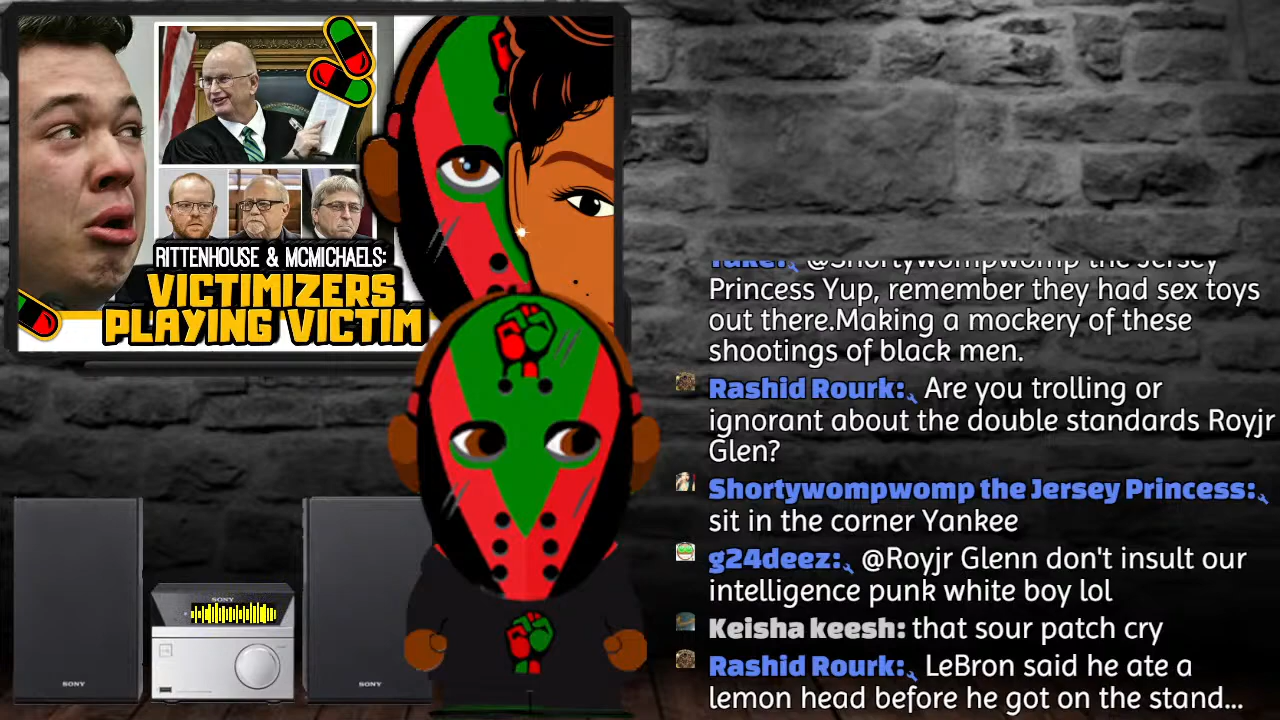 RITTENHOUSE & MCMICHAELS:
VICTIMIZERS
PLAYING VICTIM
SONY
SONY
SONY
@Shortywompwomp the Jersey
Princess Yup, remember they had sex toys
out there.Making a mockery of these
shootings of black men.
Rashid Rourk: Are you trolling or
ignorant about the double standards Royjr
Glen?
Shortywompwomp the Jersey Princess:
sit in the corner Yankee
g24deez: @Royjr Glenn don't insult our
intelligence punk white boy lol
Keisha keesh: that sour patch cry
Rashid Rourk: LeBron said he ate a
lemon head before he got on the stand...